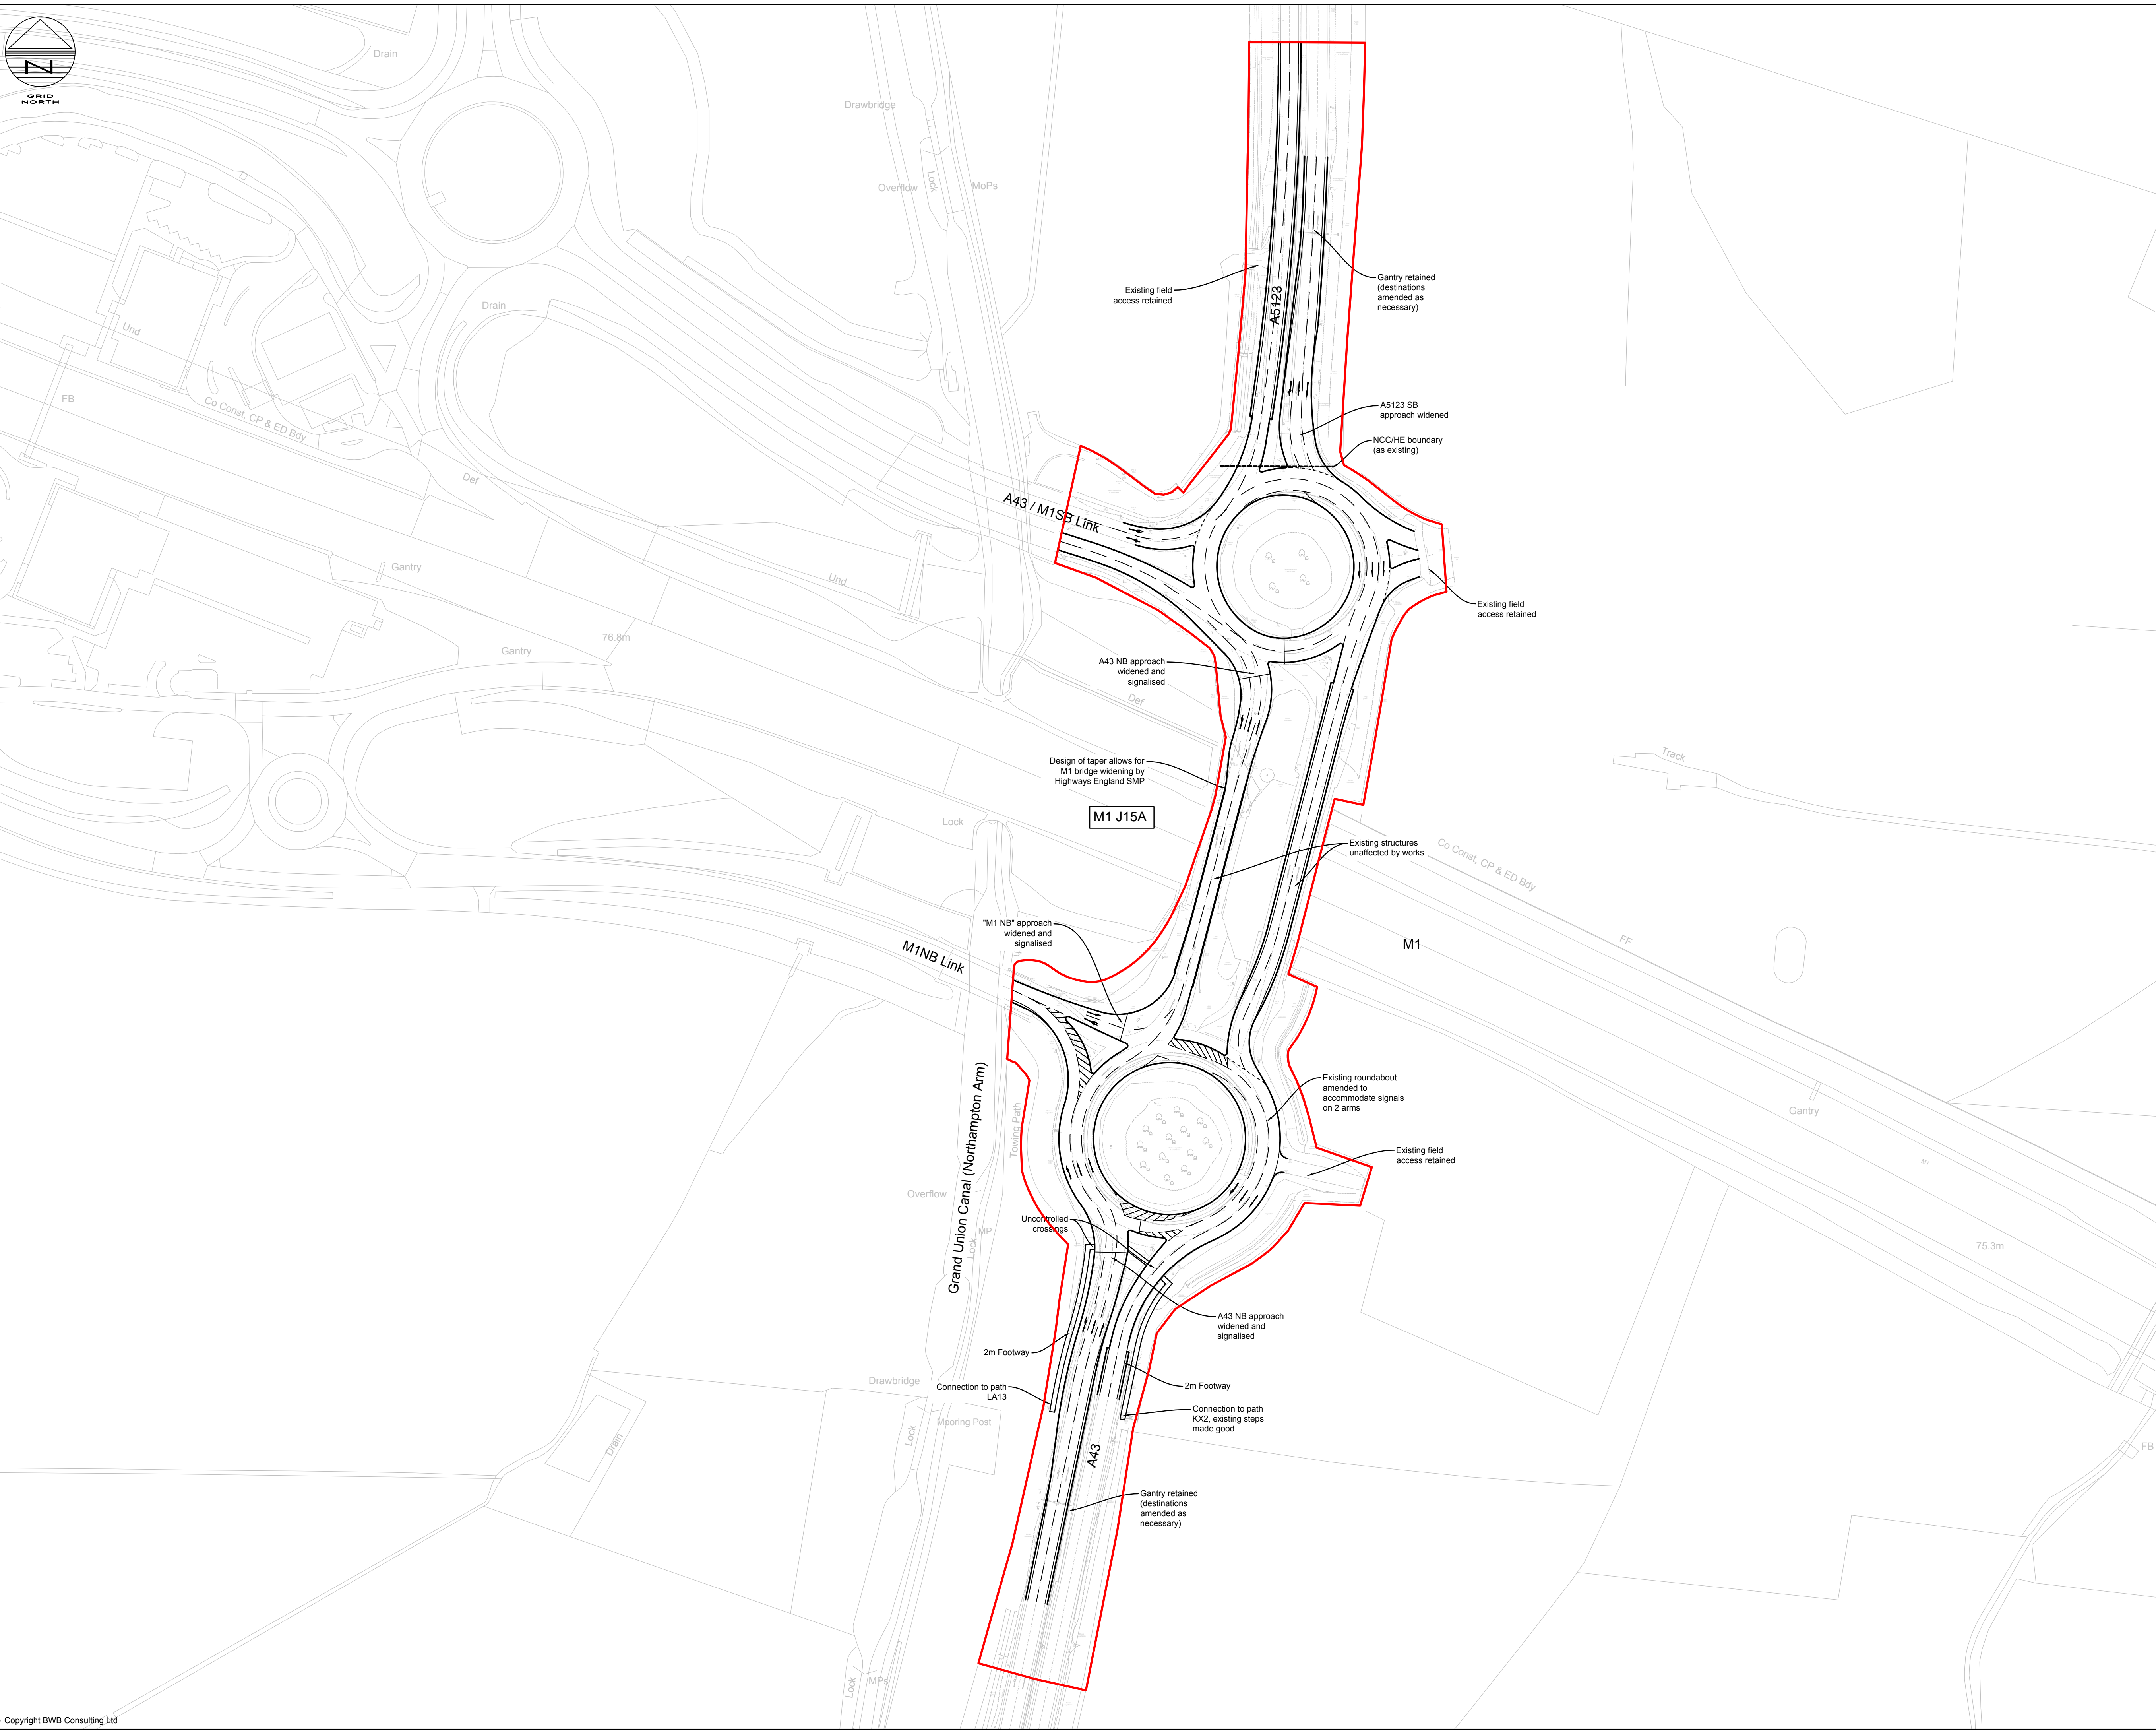 N
GRID
NORTH
Drain
Drawbridge
Overflow
Lock
MoPs
Existing field
access retained
A5123
Gantry retained
(destinations
amended as
necessary)
Drain
Und
FB
Co Const, CP & ED Bdy
A5123 SB
approach widened
NCC/HE boundary
(as existing)
Def
A43 / M1SB Link
Gantry
Und
Existing field
access retained
76.8m
Gantry
A43 NB approach
widened and
signalised
Def
Design of taper allows for
M1 bridge widening by
Highways England SMP
Track
M1 J15A
Lock
Existing structures
unaffected by works
Co Const, CP & ED Bdy
"M1 NB" approach
widened and
signalised
M1NB Link
M1
FF
Existing roundabout
amended to
accommodate signals
on 2 arms
Gantry
Grand Union Canal (Northampton Arm)
Towing Path
Existing field
access retained
Overflow
MP
Lock
Uncontrolled
crossings
75.3m
A43 NB approach
widened and
signalised
2m Footway
Drawbridge
Connection to path
LA13
2m Footway
Mooring Post
Connection to path
KX2, existing steps
made good
Lock
Drain
A43
FB
Gantry retained
(destinations
amended as
necessary)
Lock
MPs
Copyright BWB Consulting Ltd